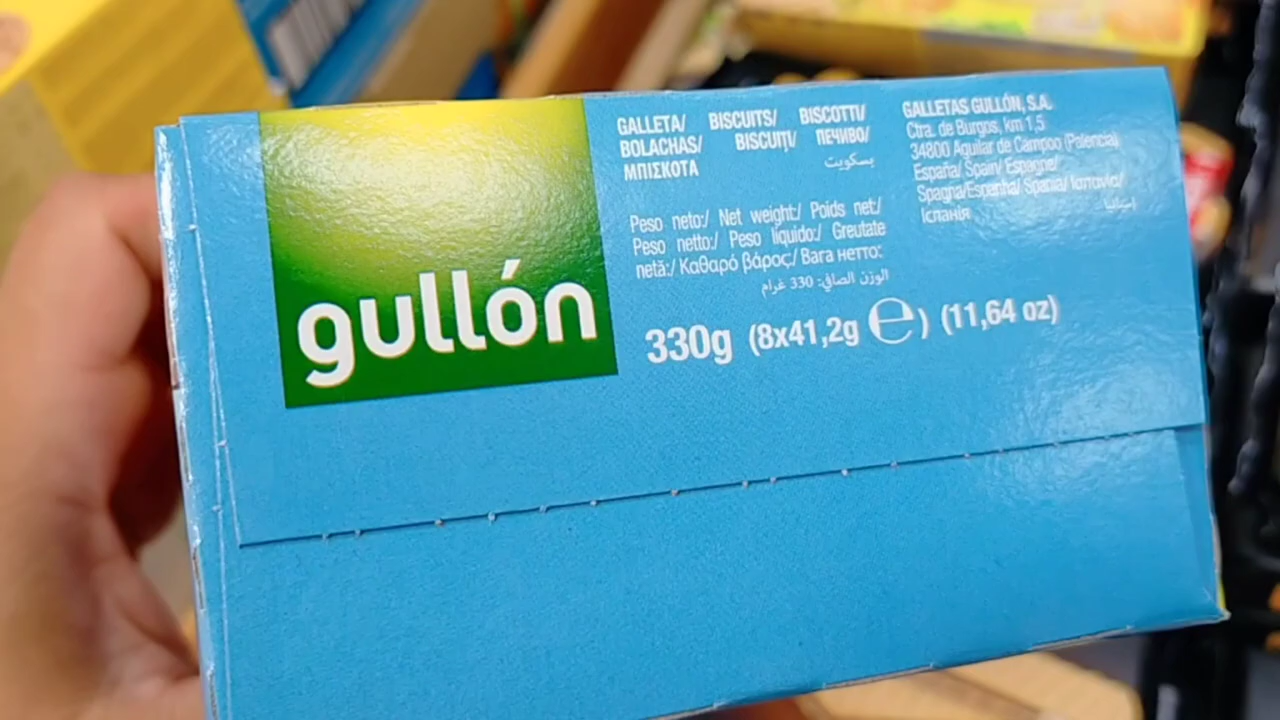 gullón
GALLETA/ BISCUITS/ BISCOTTI/
BOLACHAS/ BISCUIȚI/ ПЕЧИВО/
ΜΠΙΣΚΟΤΑ بسكويت
Peso neto:/ Net weight:/ Poids net:/
Peso netto:/ Peso líquido:/ Greutate
netă:/ Καθαρό βάρος:/ Вага нетто:
الوزن الصافي: 330 غرام
330g (8x41,2g ℮) (11,64 oz)
GALLETAS GULLÓN, S.A.
Ctra. de Burgos, km 1,5
34800 Aguilar de Campoo (Palencia)
España/ Spain/ Espagne/
Spagna/Espanha/ Spania/ Ισπανία/
Іспанія إسبانيا